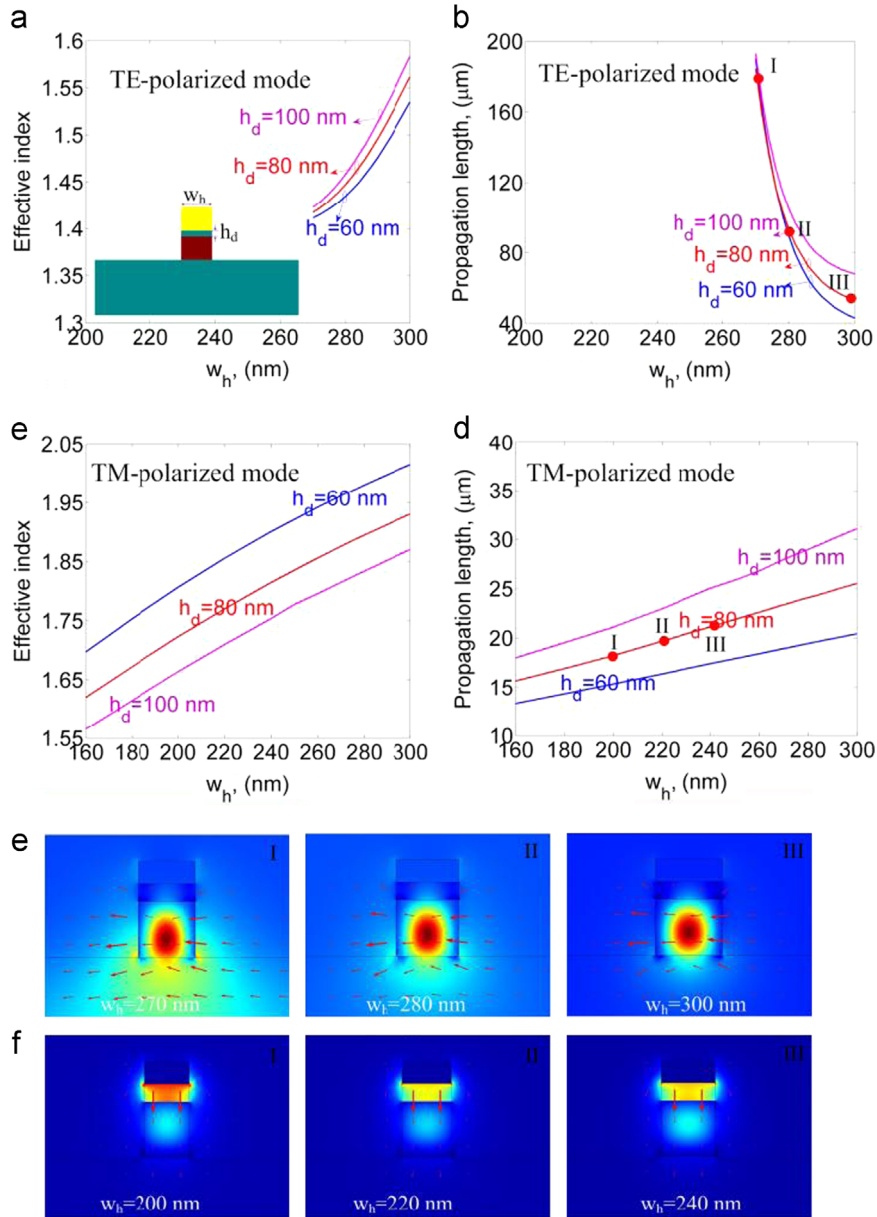 a
TE-polarized mode
Effective index
1.6
1.55
1.5
1.45
1.4
1.35
1.3
h_d=100 nm
h_d=80 nm
h_d=60 nm
w_h
h_d
200 220 240 260 280 300
w_h, (nm)
b
TE-polarized mode
Propagation length, (μm)
200
160
120
80
40
I
II
III
h_d=100 nm
h_d=80 nm
h_d=60 nm
200 220 240 260 280 300
w_h, (nm)
e
TM-polarized mode
Effective index
2.05
1.95
1.85
1.75
1.65
1.55
h_d=60 nm
h_d=80 nm
h_d=100 nm
160 180 200 220 240 260 280 300
w_h, (nm)
d
TM-polarized mode
Propagation length, (μm)
40
35
30
25
20
15
10
h_d=100 nm
h_d=80 nm
h_d=60 nm
I
II
III
160 180 200 220 240 260 280 300
w_h, (nm)
e
I
w_h=270 nm
II
w_h=280 nm
III
w_h=300 nm
f
I
w_h=200 nm
II
w_h=220 nm
III
w_h=240 nm